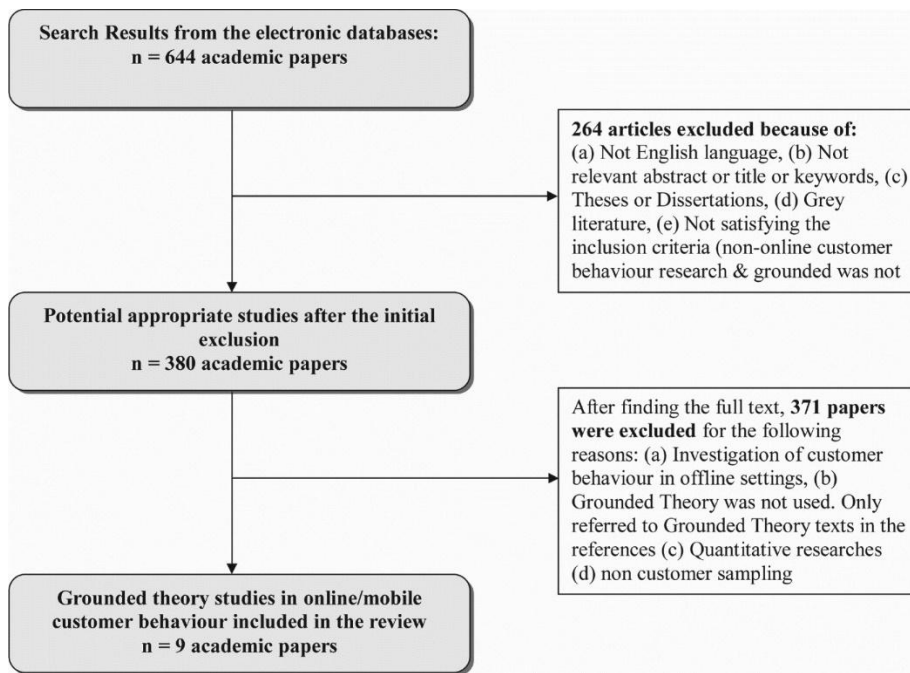 Search Results from the electronic databases:
n = 644 academic papers
264 articles excluded because of:
(a) Not English language, (b) Not
relevant abstract or title or keywords, (c)
Theses or Dissertations, (d) Grey
literature, (e) Not satisfying the
inclusion criteria (non-online customer
behaviour research & grounded was not
Potential appropriate studies after the initial
exclusion
n = 380 academic papers
After finding the full text, 371 papers
were excluded for the following
reasons: (a) Investigation of customer
behaviour in offline settings, (b)
Grounded Theory was not used. Only
referred to Grounded Theory texts in the
references (c) Quantitative researches
(d) non customer sampling
Grounded theory studies in online/mobile
customer behaviour included in the review
n = 9 academic papers